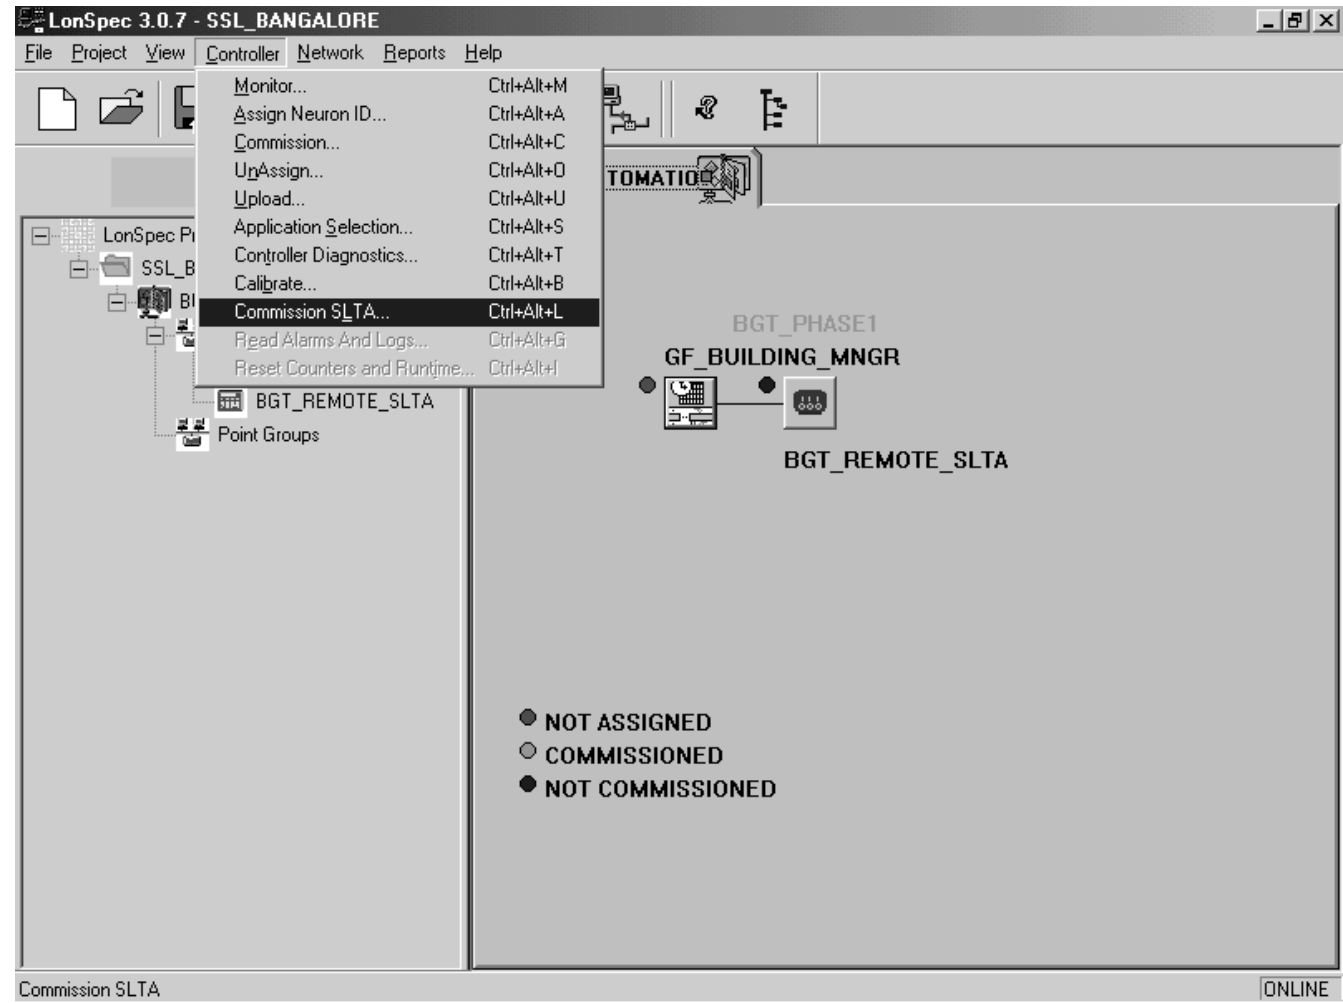 LonSpec 3.0.7 - SSL_BANGALORE
File Project View Controller Network Reports Help
Monitor... Ctrl+Alt+M
Assign Neuron ID... Ctrl+Alt+A
Commission... Ctrl+Alt+C
UnAssign... Ctrl+Alt+O
Upload... Ctrl+Alt+U
Application Selection... Ctrl+Alt+S
Controller Diagnostics... Ctrl+Alt+T
Calibrate... Ctrl+Alt+B
Commission SLTA... Ctrl+Alt+L
Read Alarms And Logs... Ctrl+Alt+G
Reset Counters and Runtime... Ctrl+Alt+I
TOMATIO
LonSpec P
SSL_B
BGT_REMOTE_SLTA
Point Groups
BGT_PHASE1
GF_BUILDING_MNGR
BGT_REMOTE_SLTA
NOT ASSIGNED
COMMISSIONED
NOT COMMISSIONED
Commission SLTA ONLINE